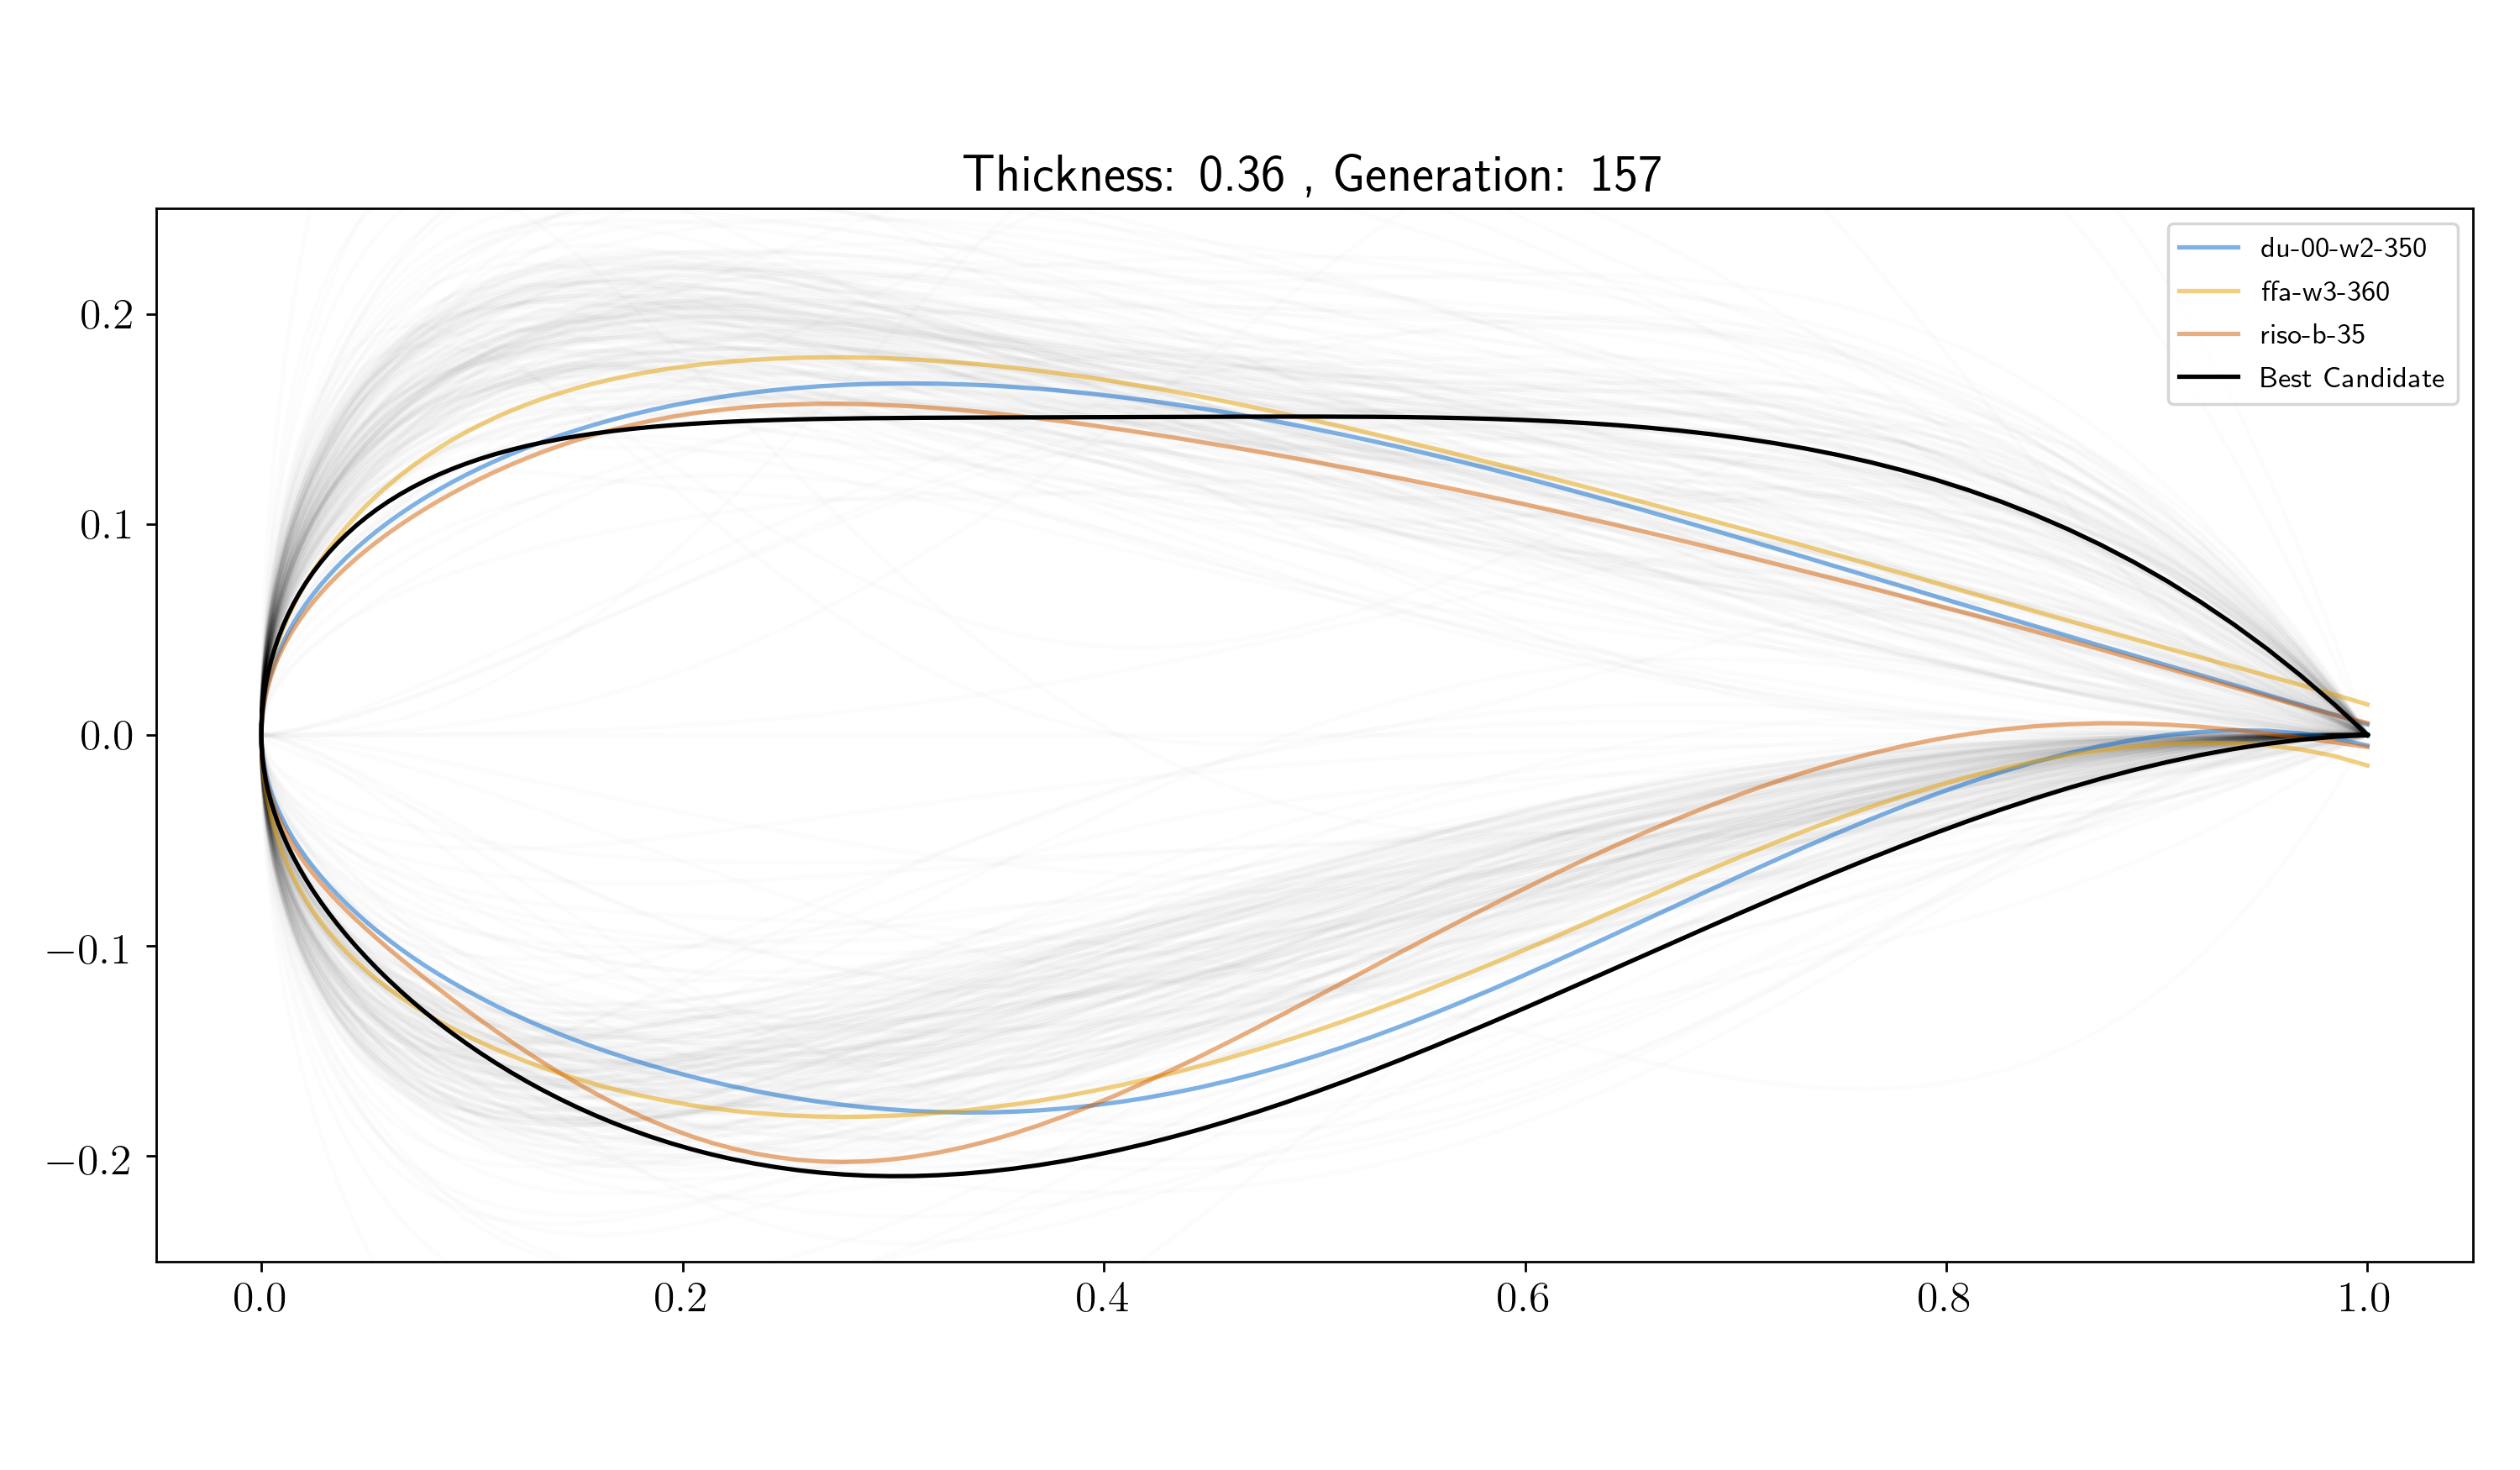 Thickness: 0.36 , Generation: 157
du-00-w2-350
ffa-w3-360
riso-b-35
Best Candidate
0.2
0.1
0.0
−0.1
−0.2
0.0 0.2 0.4 0.6 0.8 1.0